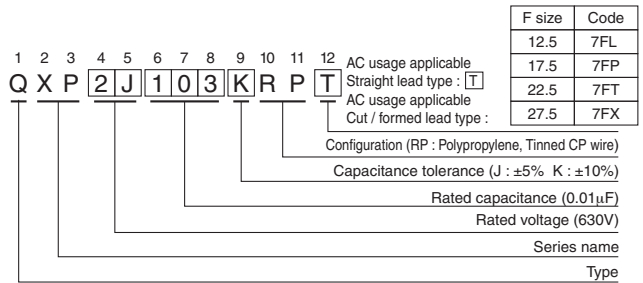 F size Code
12.5 7FL
17.5 7FP
22.5 7FT
27.5 7FX
1 2 3 4 5 6 7 8 9 10 11 12
Q X P 2 J 1 0 3 K R P T
AC usage applicable
Straight lead type : T
AC usage applicable
Cut / formed lead type :
Configuration (RP : Polypropylene, Tinned CP wire)
Capacitance tolerance (J : ±5% K : ±10%)
Rated capacitance (0.01μF)
Rated voltage (630V)
Series name
Type